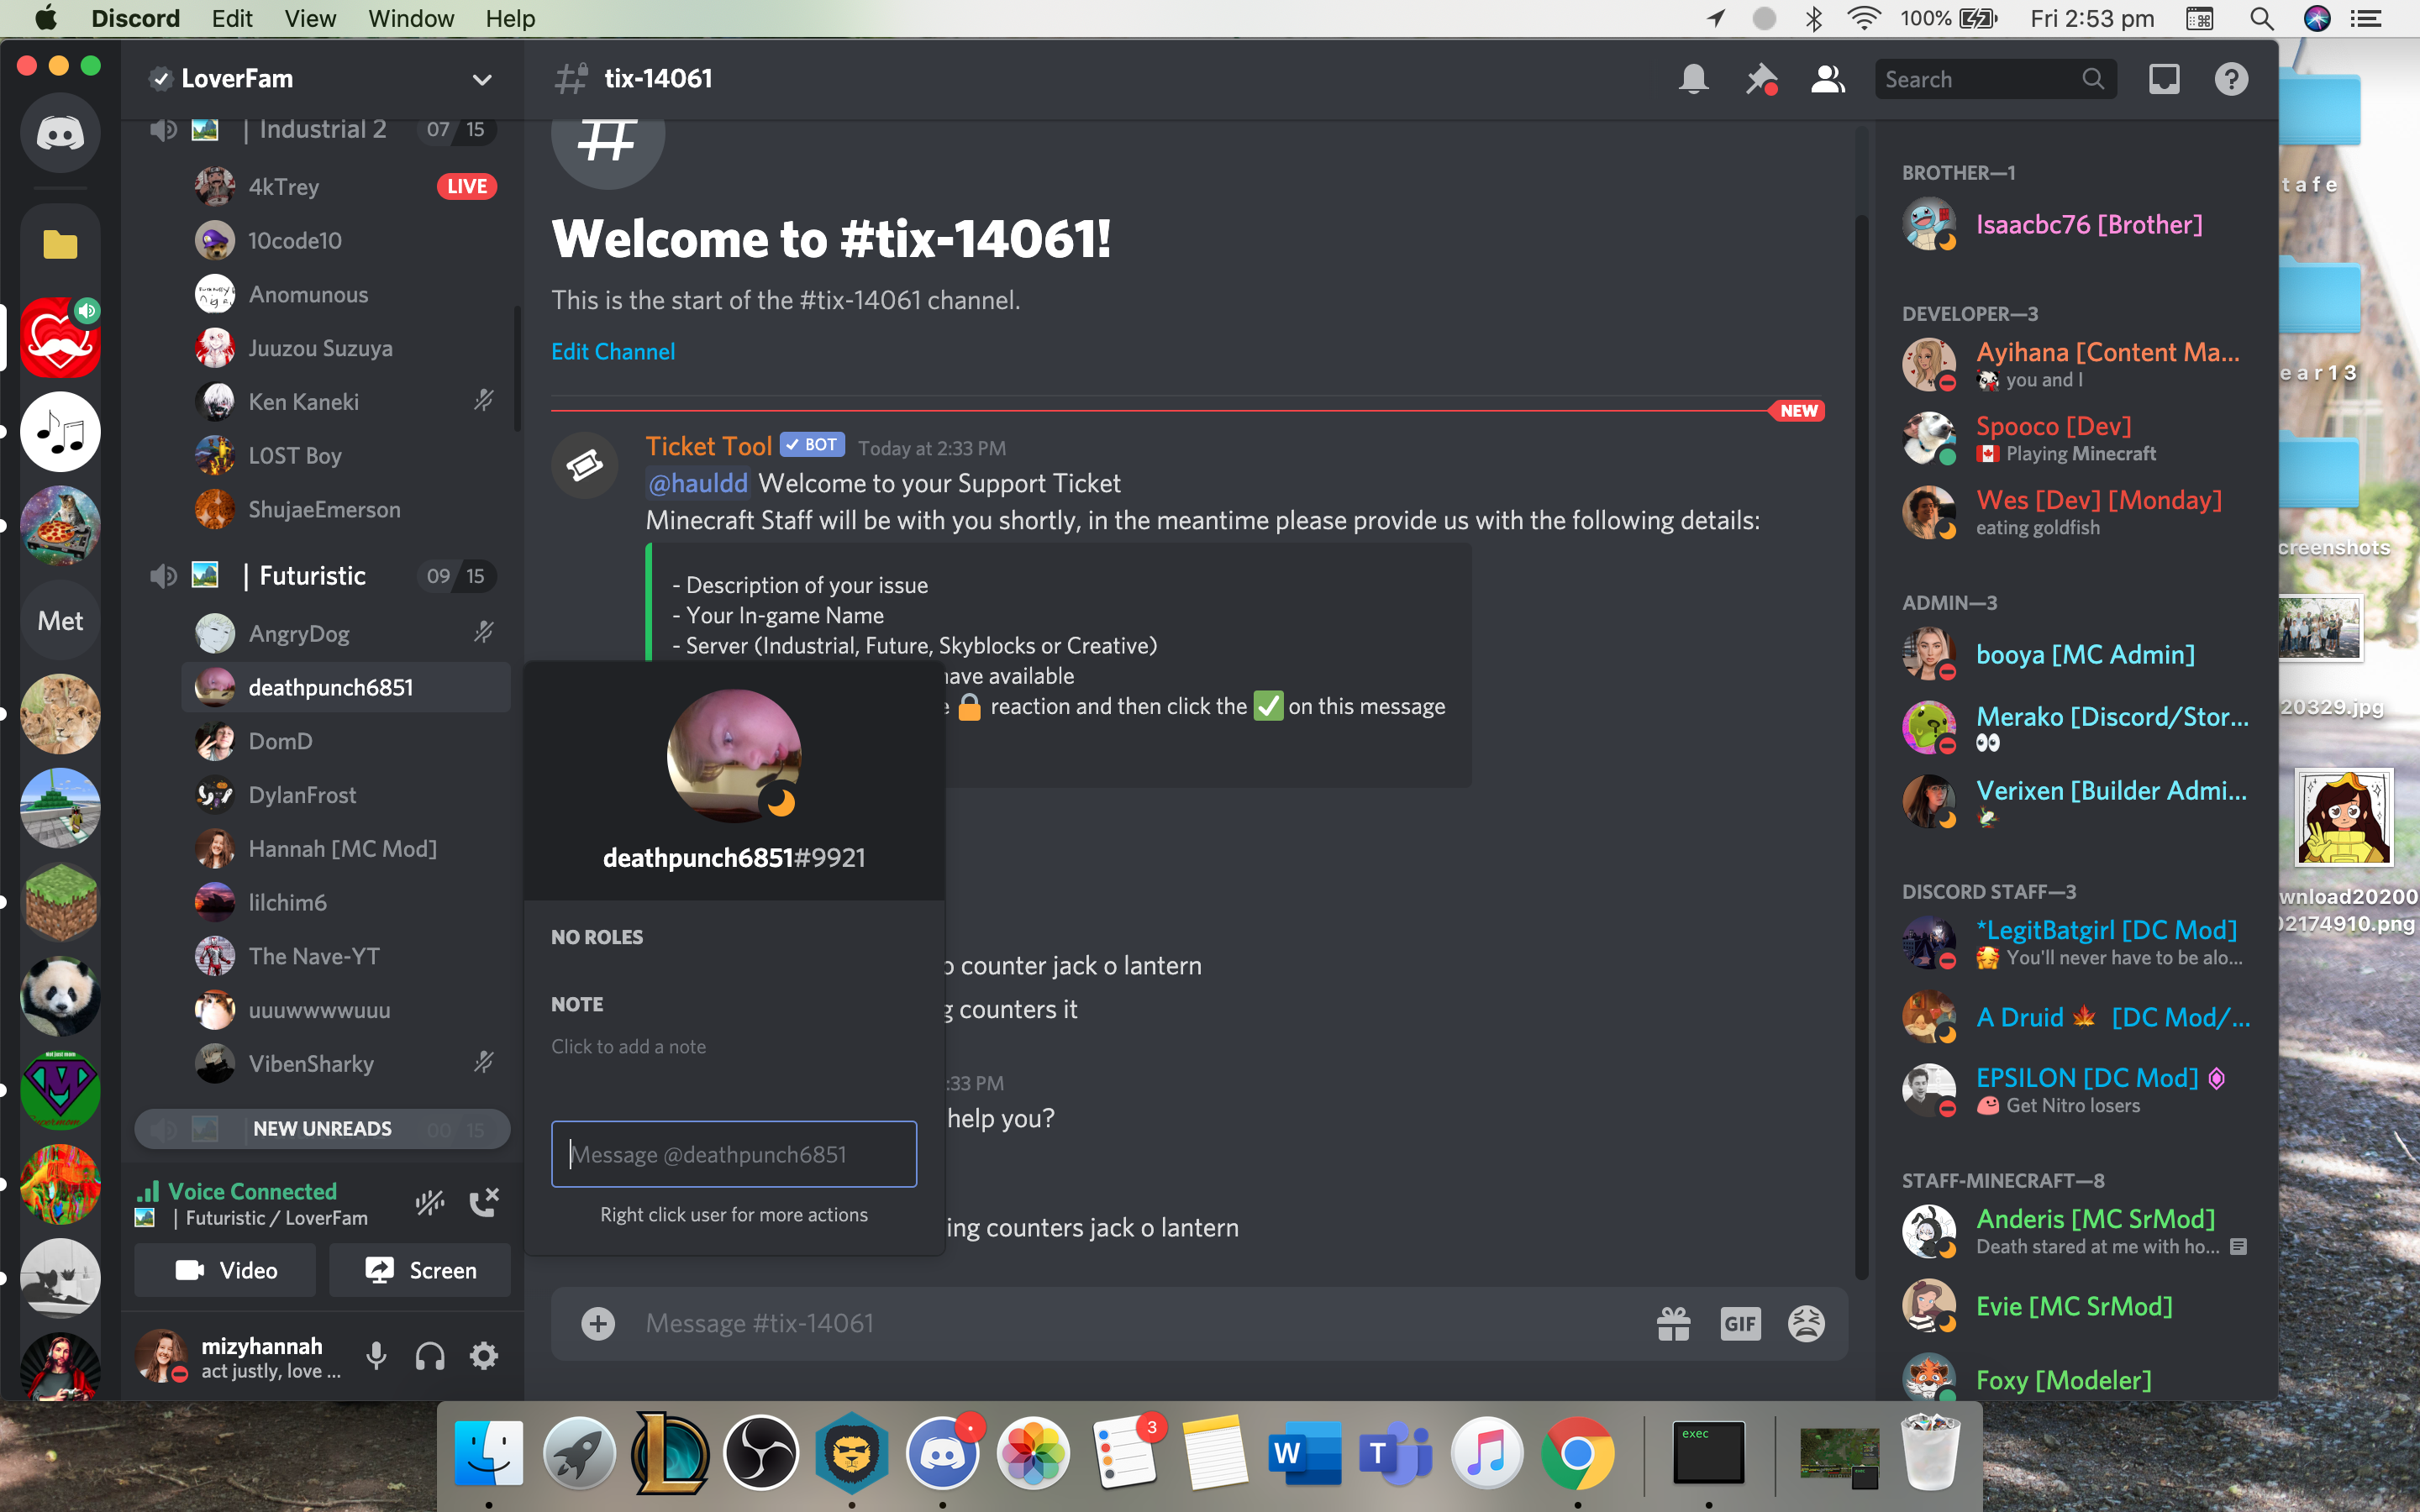 Discord Edit View Window Help
100% Fri 2:53 pm
LoverFam
| Industrial 2 07 15
4kTrey LIVE
10code10
Anomunous
Juuzou Suzuya
Ken Kaneki
L0ST Boy
ShujaeEmerson
| Futuristic 09 15
AngryDog
deathpunch6851
DomD
DylanFrost
Hannah [MC Mod]
lilchim6
The Nave-YT
uuuwwwwuuu
VibenSharky
NEW UNREADS 00 15
Voice Connected
| Futuristic / LoverFam
Video Screen
mizyhannah
act justly, love ...
Met
tix-14061
Search
Welcome to #tix-14061!
This is the start of the #tix-14061 channel.
Edit Channel
NEW
Ticket Tool BOT Today at 2:33 PM
@hauldd Welcome to your Support Ticket
Minecraft Staff will be with you shortly, in the meantime please provide us with the following details:
- Description of your issue
- Your In-game Name
- Server (Industrial, Future, Skyblocks or Creative)
have available
e 🔒 reaction and then click the ✅ on this message
counter jack o lantern
counters it
:33 PM
help you?
ing counters jack o lantern
deathpunch6851#9921
NO ROLES
NOTE
Click to add a note
Message @deathpunch6851
Right click user for more actions
Message #tix-14061
GIF
BROTHER—1
Isaacbc76 [Brother]
DEVELOPER—3
Ayihana [Content Ma...
you and I
Spooco [Dev]
Playing Minecraft
Wes [Dev] [Monday]
eating goldfish
ADMIN—3
booya [MC Admin]
Merako [Discord/Stor...
👀
Verixen [Builder Admi...
DISCORD STAFF—3
*LegitBatgirl [DC Mod]
You'll never have to be alo...
A Druid 🍁 [DC Mod/...
EPSILON [DC Mod]
Get Nitro losers
STAFF-MINECRAFT—8
Anderis [MC SrMod]
Death stared at me with ho...
Evie [MC SrMod]
Foxy [Modeler]
tafe
ear13
creenshots
20329.jpg
wnload20200
02174910.png
3
W
T
exec